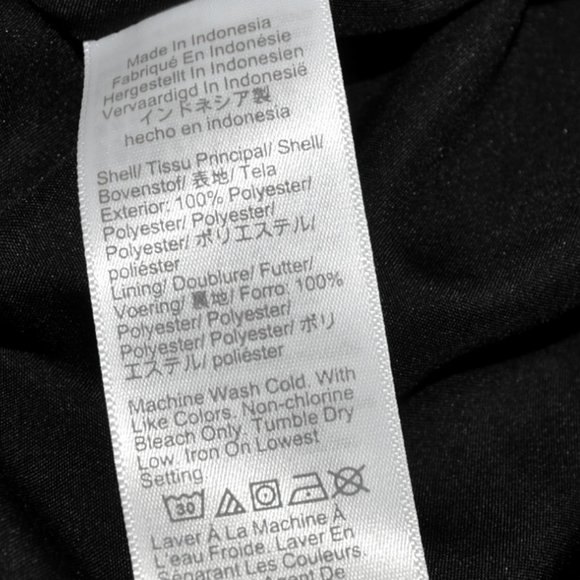 Made In Indonesia
Fabriqué En Indonésie
Hergestellt In Indonesien
Vervaardigd In Indonesië
インドネシア製
hecho en indonesia
Shell/ Tissu Principal/ Shell/
Bovenstof/ 表地/ Tela
Exterior: 100% Polyester/
Polyester/ Polyester/
Polyester/ ポリエステル/
poliéster
Lining/ Doublure/ Futter/
Voering/ 裏地/ Forro: 100%
Polyester/ Polyester/
Polyester/ Polyester/ ポリ
エステル/ poliéster
Machine Wash Cold. With
Like Colors. Non-chlorine
Bleach Only. Tumble Dry
Low. Iron On Lowest
Setting
30
Laver À La Machine À
L'eau Froide. Laver En
Séparant Les Couleurs.